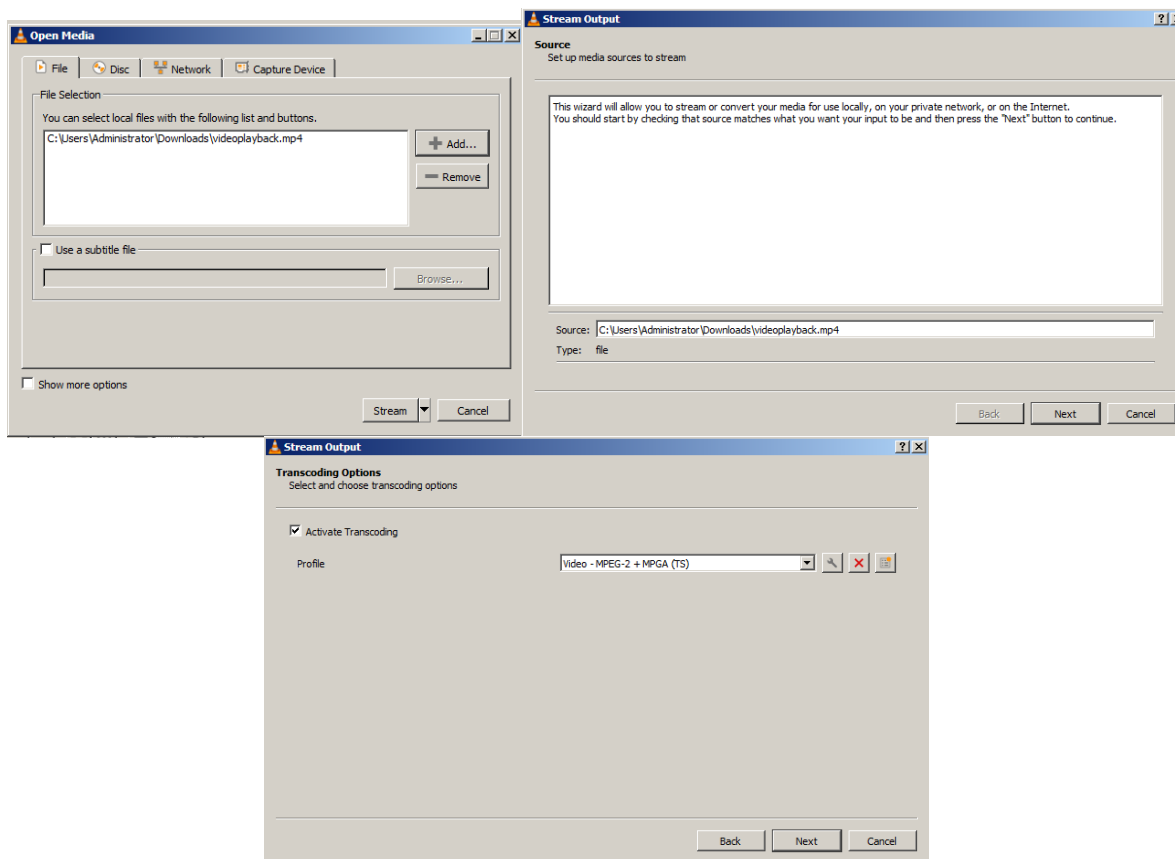 Open Media
File Disc Network Capture Device
File Selection
You can select local files with the following list and buttons.
C:\Users\Administrator\Downloads\videoplayback.mp4
Add...
Remove
Use a subtitle file
Browse...
Show more options
Stream Cancel
Stream Output
Source
Set up media sources to stream
This wizard will allow you to stream or convert your media for use locally, on your private network, or on the Internet.
You should start by checking that source matches what you want your input to be and then press the "Next" button to continue.
Source: C:\Users\Administrator\Downloads\videoplayback.mp4
Type: file
Back Next Cancel
Stream Output
Transcoding Options
Select and choose transcoding options
Activate Transcoding
Profile Video - MPEG-2 + MPGA (TS)
Back Next Cancel